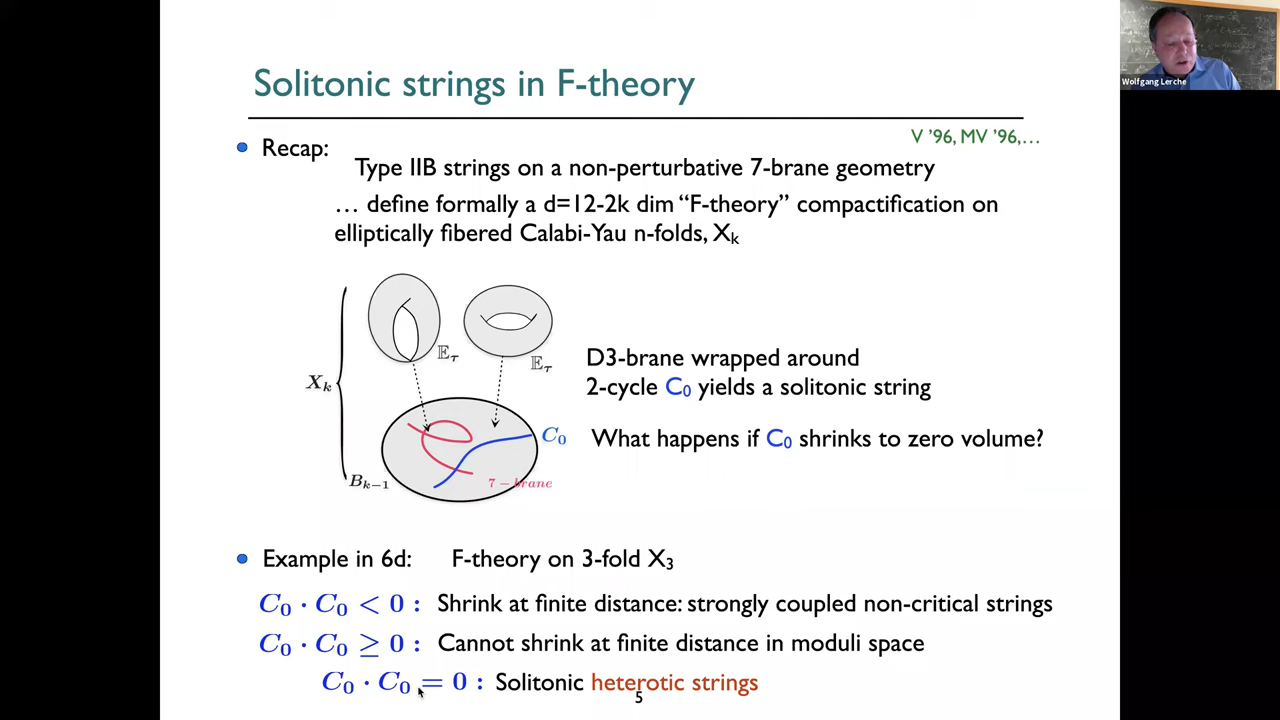 Solitonic strings in F-theory
V '96, MV '96,…
Recap:
Type IIB strings on a non-perturbative 7-brane geometry
… define formally a d=12-2k dim “F-theory” compactification on
elliptically fibered Calabi-Yau n-folds, Xₖ
𝔼τ
𝔼τ
Xₖ
D3-brane wrapped around
2-cycle C₀ yields a solitonic string
C₀
What happens if C₀ shrinks to zero volume?
Bₖ₋₁
7 – brane
Example in 6d: F-theory on 3-fold X₃
C₀ · C₀ < 0 : Shrink at finite distance: strongly coupled non-critical strings
C₀ · C₀ ≥ 0 : Cannot shrink at finite distance in moduli space
C₀ · C₀ = 0 : Solitonic heterotic strings
5
Wolfgang Lerche